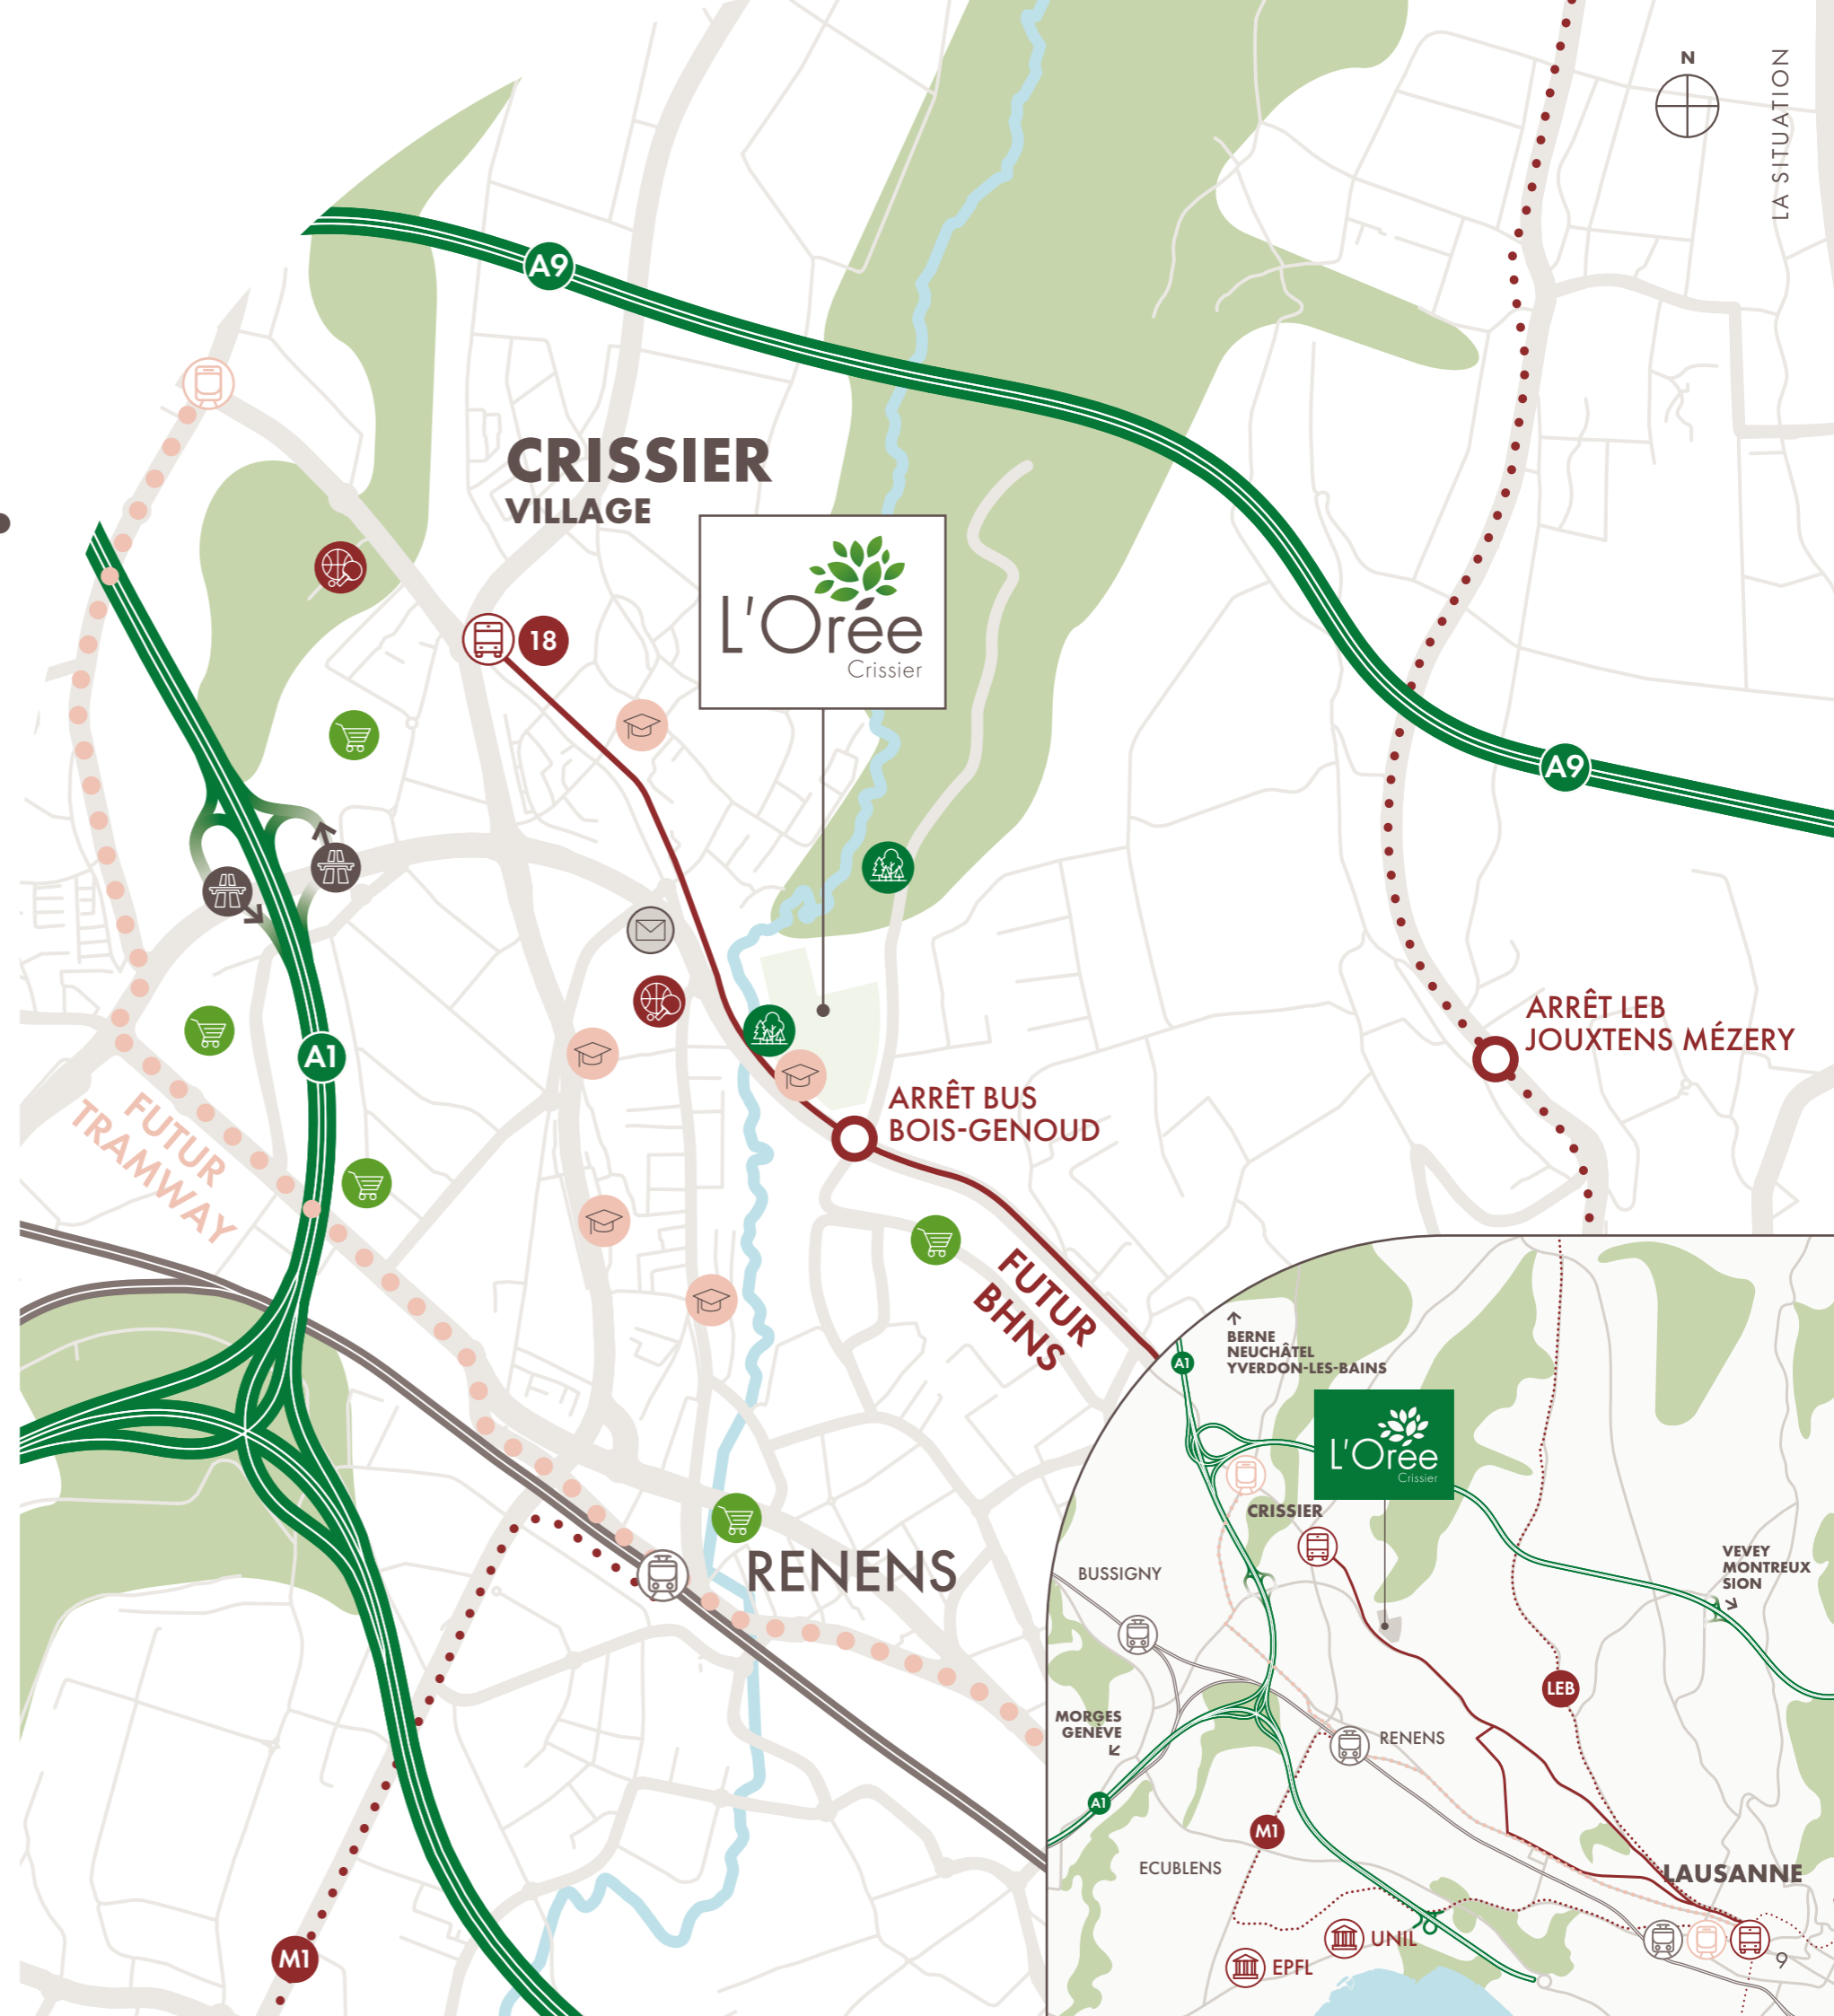 N
LA SITUATION
A9
CRISSIER
VILLAGE
L'Orée
Crissier
18
A9
ARRÊT LEB
JOUXTENS MÉZERY
A1
ARRÊT BUS
BOIS-GENOUD
FUTUR
TRAMWAY
FUTUR
BHNS
RENENS
M1
BERNE
NEUCHÂTEL
YVERDON-LES-BAINS
A1
L'Orée
Crissier
CRISSIER
BUSSIGNY
VEVEY
MONTREUX
SION
LEB
MORGES
GENÈVE
RENENS
A1
M1
ECUBLENS
LAUSANNE
UNIL
EPFL
9